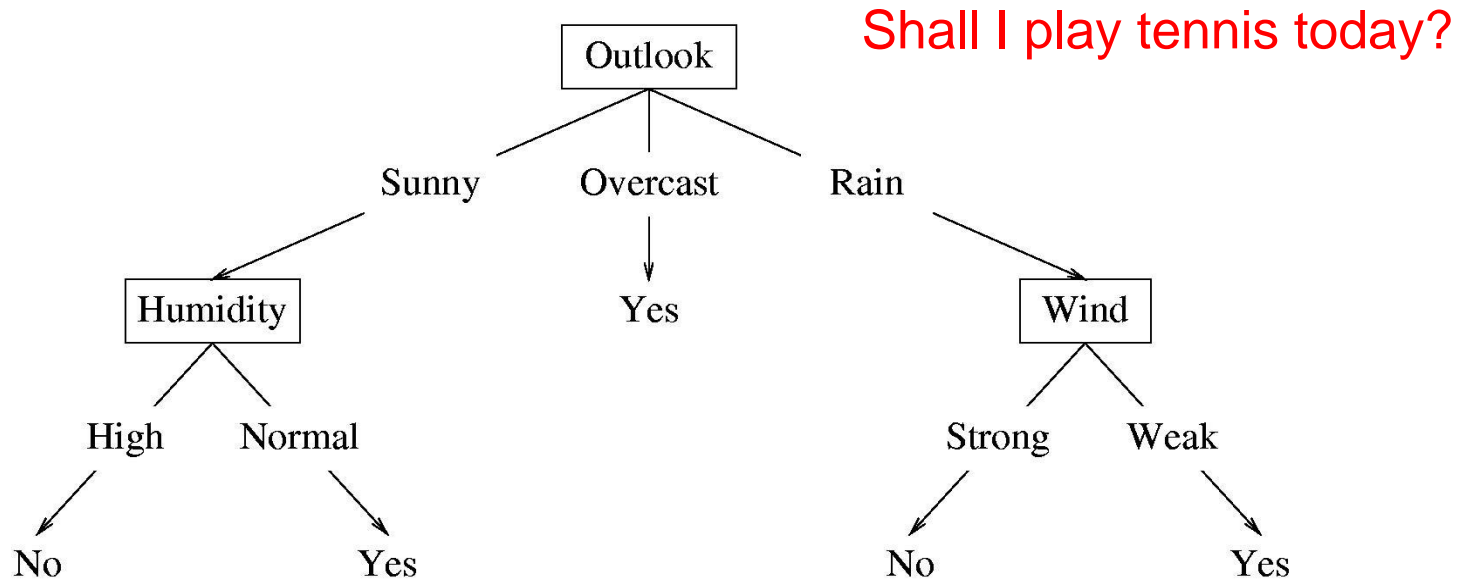 Shall I play tennis today?
Outlook
Sunny Overcast Rain
Humidity Yes Wind
High Normal Strong Weak
No Yes No Yes